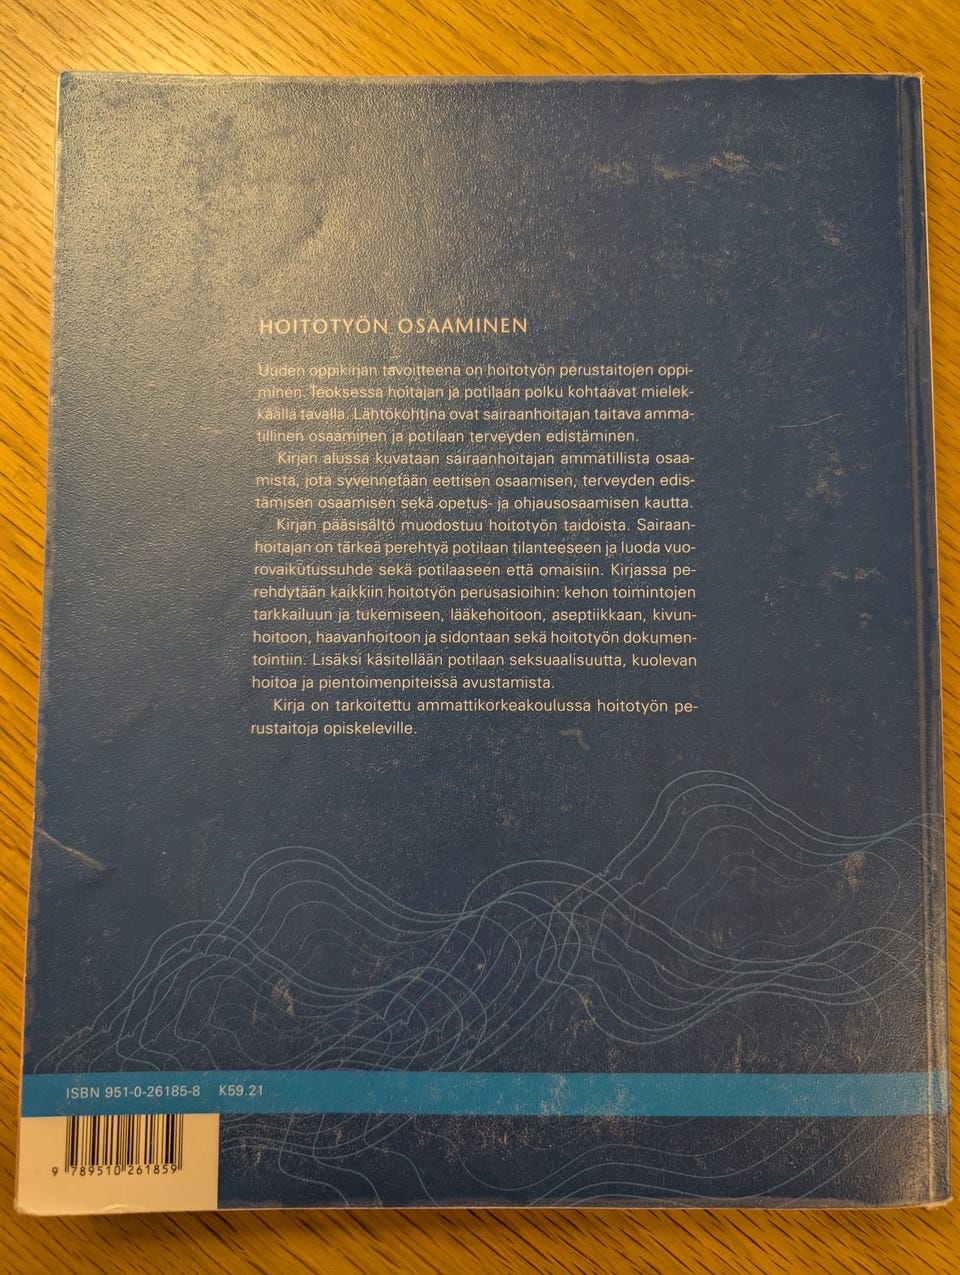 HOITOTYÖN OSAAMINEN
Uuden oppikirjan tavoitteena on hoitotyön perustaitojen oppi-
minen. Teoksessa hoitajan ja potilaan polku kohtaavat mielek-
käällä tavalla. Lähtökohtina ovat sairaanhoitajan taitava amma-
tillinen osaaminen ja potilaan terveyden edistäminen.
Kirjan alussa kuvataan sairaanhoitajan ammatillista osaa-
mista, jota syvennetään eettisen osaamisen, terveyden edis-
tämisen osaamisen sekä opetus- ja ohjausosaamisen kautta.
Kirjan pääsisältö muodostuu hoitotyön taidoista. Sairaan-
hoitajan on tärkeä perehtyä potilaan tilanteeseen ja luoda vuo-
rovaikutussuhde sekä potilaaseen että omaisiin. Kirjassa pe-
rehdytään kaikkiin hoitotyön perusasioihin: kehon toimintojen
tarkkailuun ja tukemiseen, lääkehoitoon, aseptiikkaan, kivun-
hoitoon, haavanhoitoon ja sidontaan sekä hoitotyön dokumen-
tointiin. Lisäksi käsitellään potilaan seksuaalisuutta, kuolevan
hoitoa ja pientoimenpiteissä avustamista.
Kirja on tarkoitettu ammattikorkeakoulussa hoitotyön pe-
rustaitoja opiskeleville.
ISBN 951-0-26185-8 K59.21
9 789510 261859